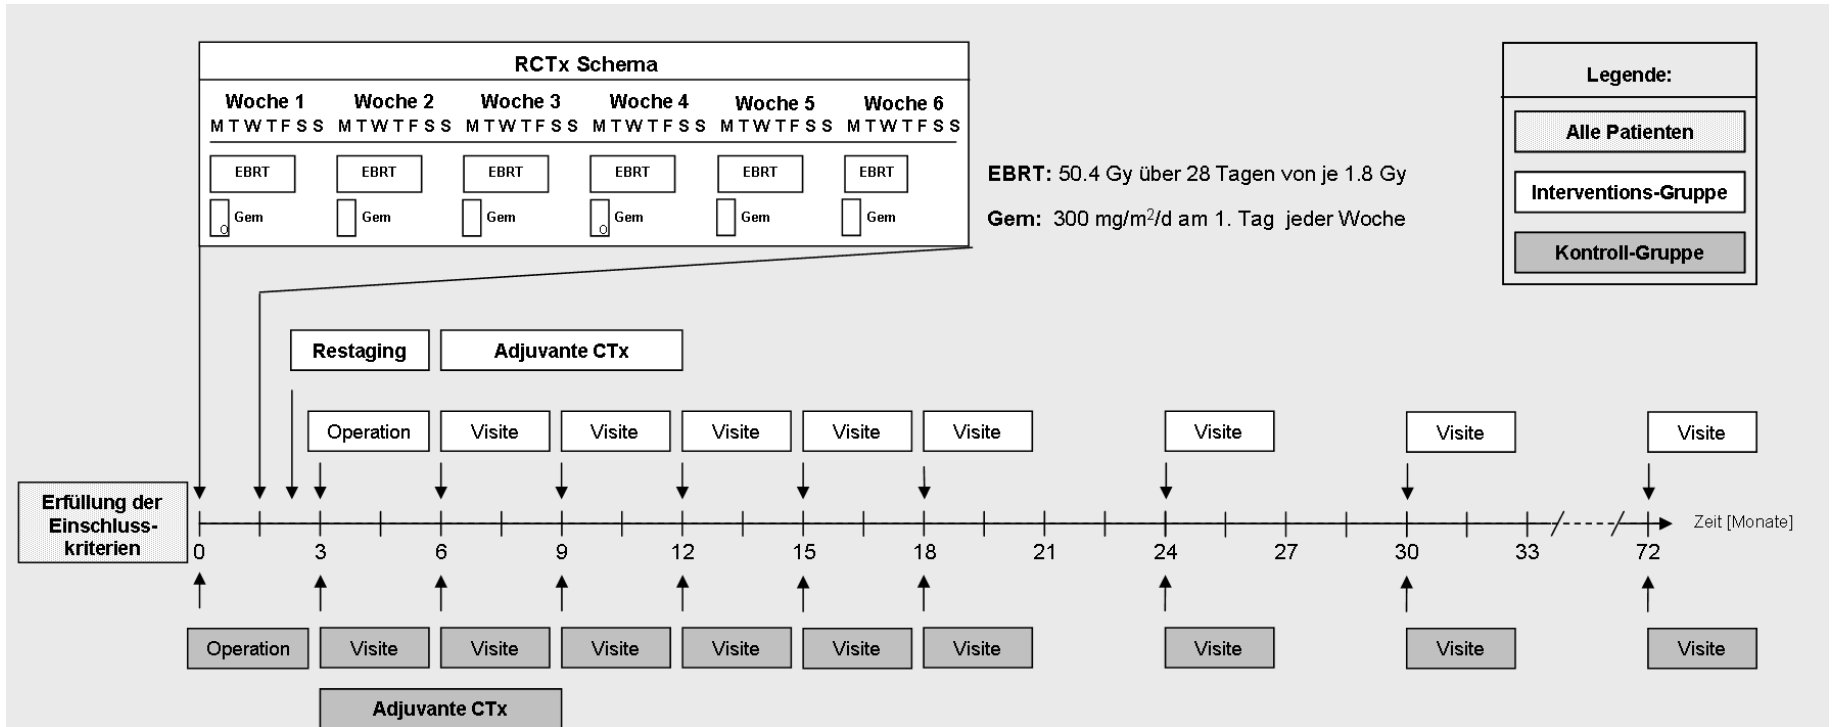 RCTx Schema
Woche 1 Woche 2 Woche 3 Woche 4 Woche 5 Woche 6
M T W T F S S M T W T F S S M T W T F S S M T W T F S S M T W T F S S M T W T F S S
EBRT EBRT EBRT EBRT EBRT EBRT
Gem Gem Gem Gem Gem Gem
O O
EBRT: 50.4 Gy über 28 Tagen von je 1.8 Gy
Gem: 300 mg/m²/d am 1. Tag jeder Woche
Legende:
Alle Patienten
Interventions-Gruppe
Kontroll-Gruppe
Restaging Adjuvante CTx
Operation Visite Visite Visite Visite Visite Visite Visite Visite
Erfüllung der
Einschluss-
kriterien
Zeit [Monate]
0 3 6 9 12 15 18 21 24 27 30 33 72
Operation Visite Visite Visite Visite Visite Visite Visite Visite Visite
Adjuvante CTx